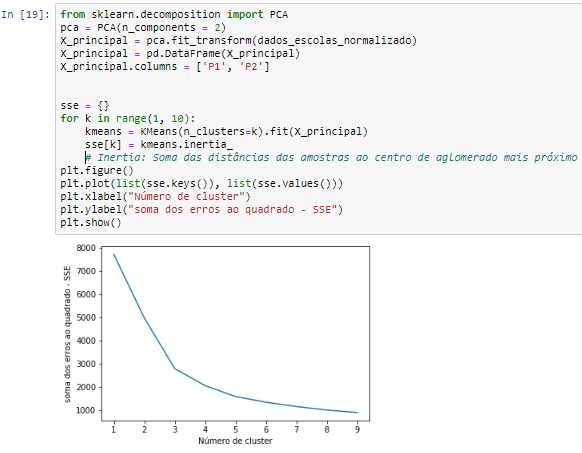 In [19]: from sklearn.decomposition import PCA
pca = PCA(n_components = 2)
X_principal = pca.fit_transform(dados_escolas_normalizado)
X_principal = pd.DataFrame(X_principal)
X_principal.columns = ['P1', 'P2']
sse = {}
for k in range(1, 10):
    kmeans = KMeans(n_clusters=k).fit(X_principal)
    sse[k] = kmeans.inertia_
    # Inertia: Soma das distâncias das amostras ao centro de aglomerado mais próximo
plt.figure()
plt.plot(list(sse.keys()), list(sse.values()))
plt.xlabel("Número de cluster")
plt.ylabel("soma dos erros ao quadrado - SSE")
plt.show()
soma dos erros ao quadrado - SSE
8000
7000
6000
5000
4000
3000
2000
1000
1 2 3 4 5 6 7 8 9
Número de cluster